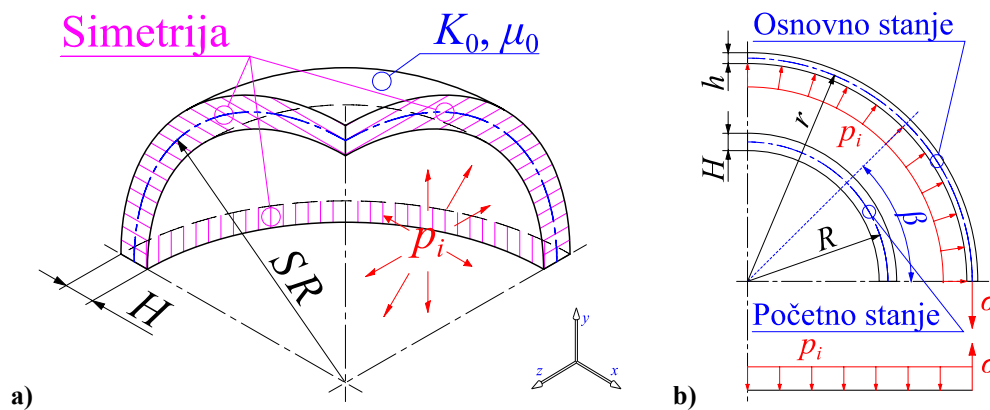 Simetrija
K₀, μ₀
SR
H
pᵢ
y
z
x
a)
Osnovno stanje
h
r
pᵢ
H
β
R
Početno stanje
pᵢ
b)